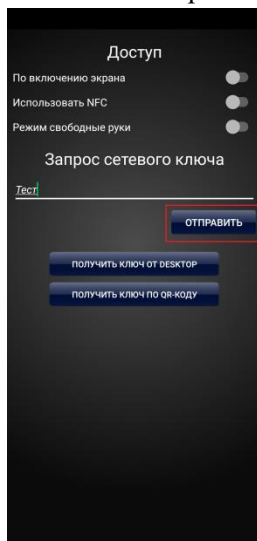 Доступ
По включению экрана
Использовать NFC
Режим свободные руки
Запрос сетевого ключа
Тест
ОТПРАВИТЬ
ПОЛУЧИТЬ КЛЮЧ ОТ DESKTOP
ПОЛУЧИТЬ КЛЮЧ ПО QR-КОДУ